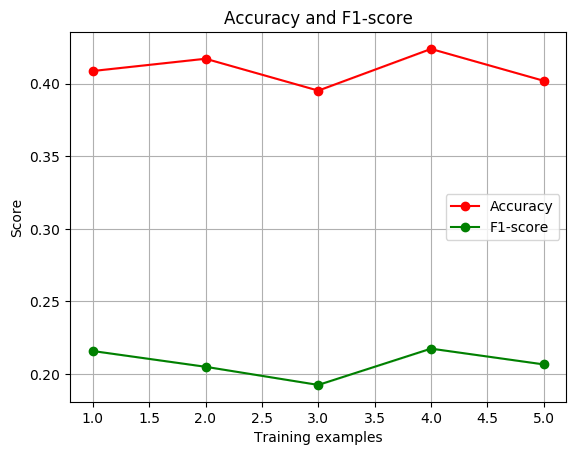 Accuracy and F1-score
Score
0.40
0.35
0.30
0.25
0.20
Accuracy
F1-score
1.0 1.5 2.0 2.5 3.0 3.5 4.0 4.5 5.0
Training examples